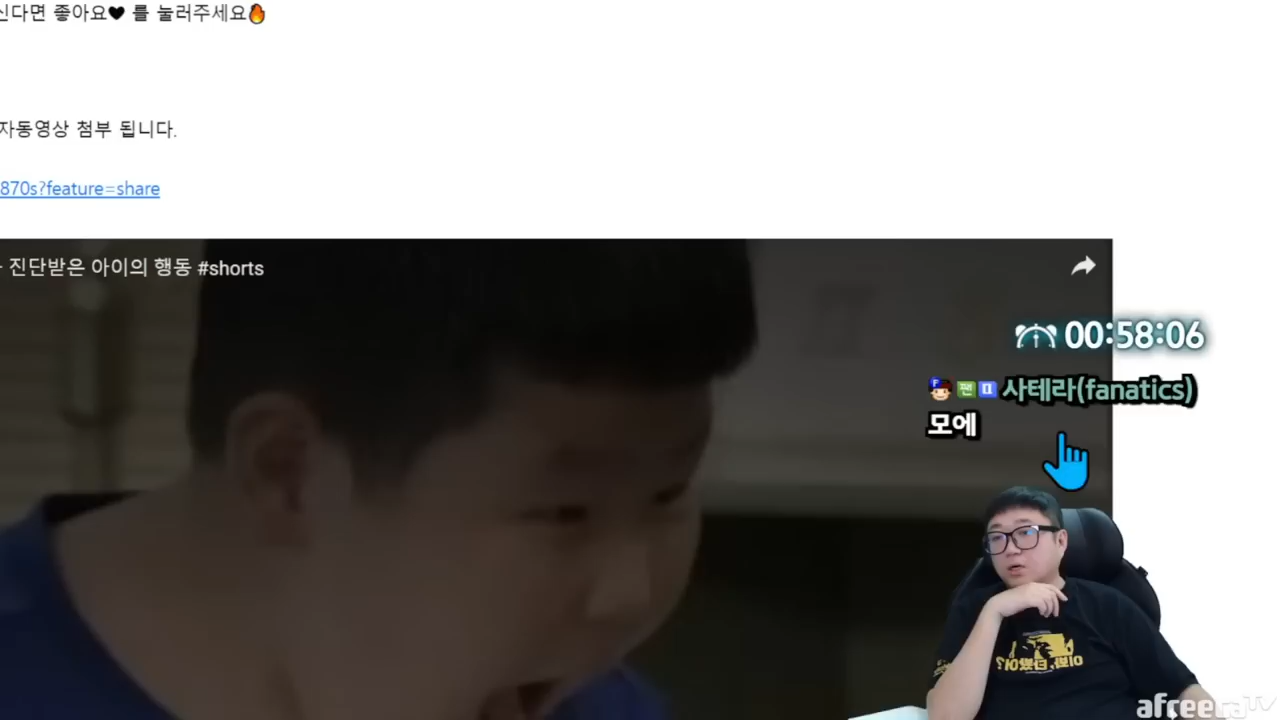 신다면 좋아요🖤 를 눌러주세요🔥
자동영상 첨부 됩니다.
870s?feature=share
진단받은 아이의 행동 #shorts
00:58:06
F 팬 사테라(fanatics)
모에
afreecaTV